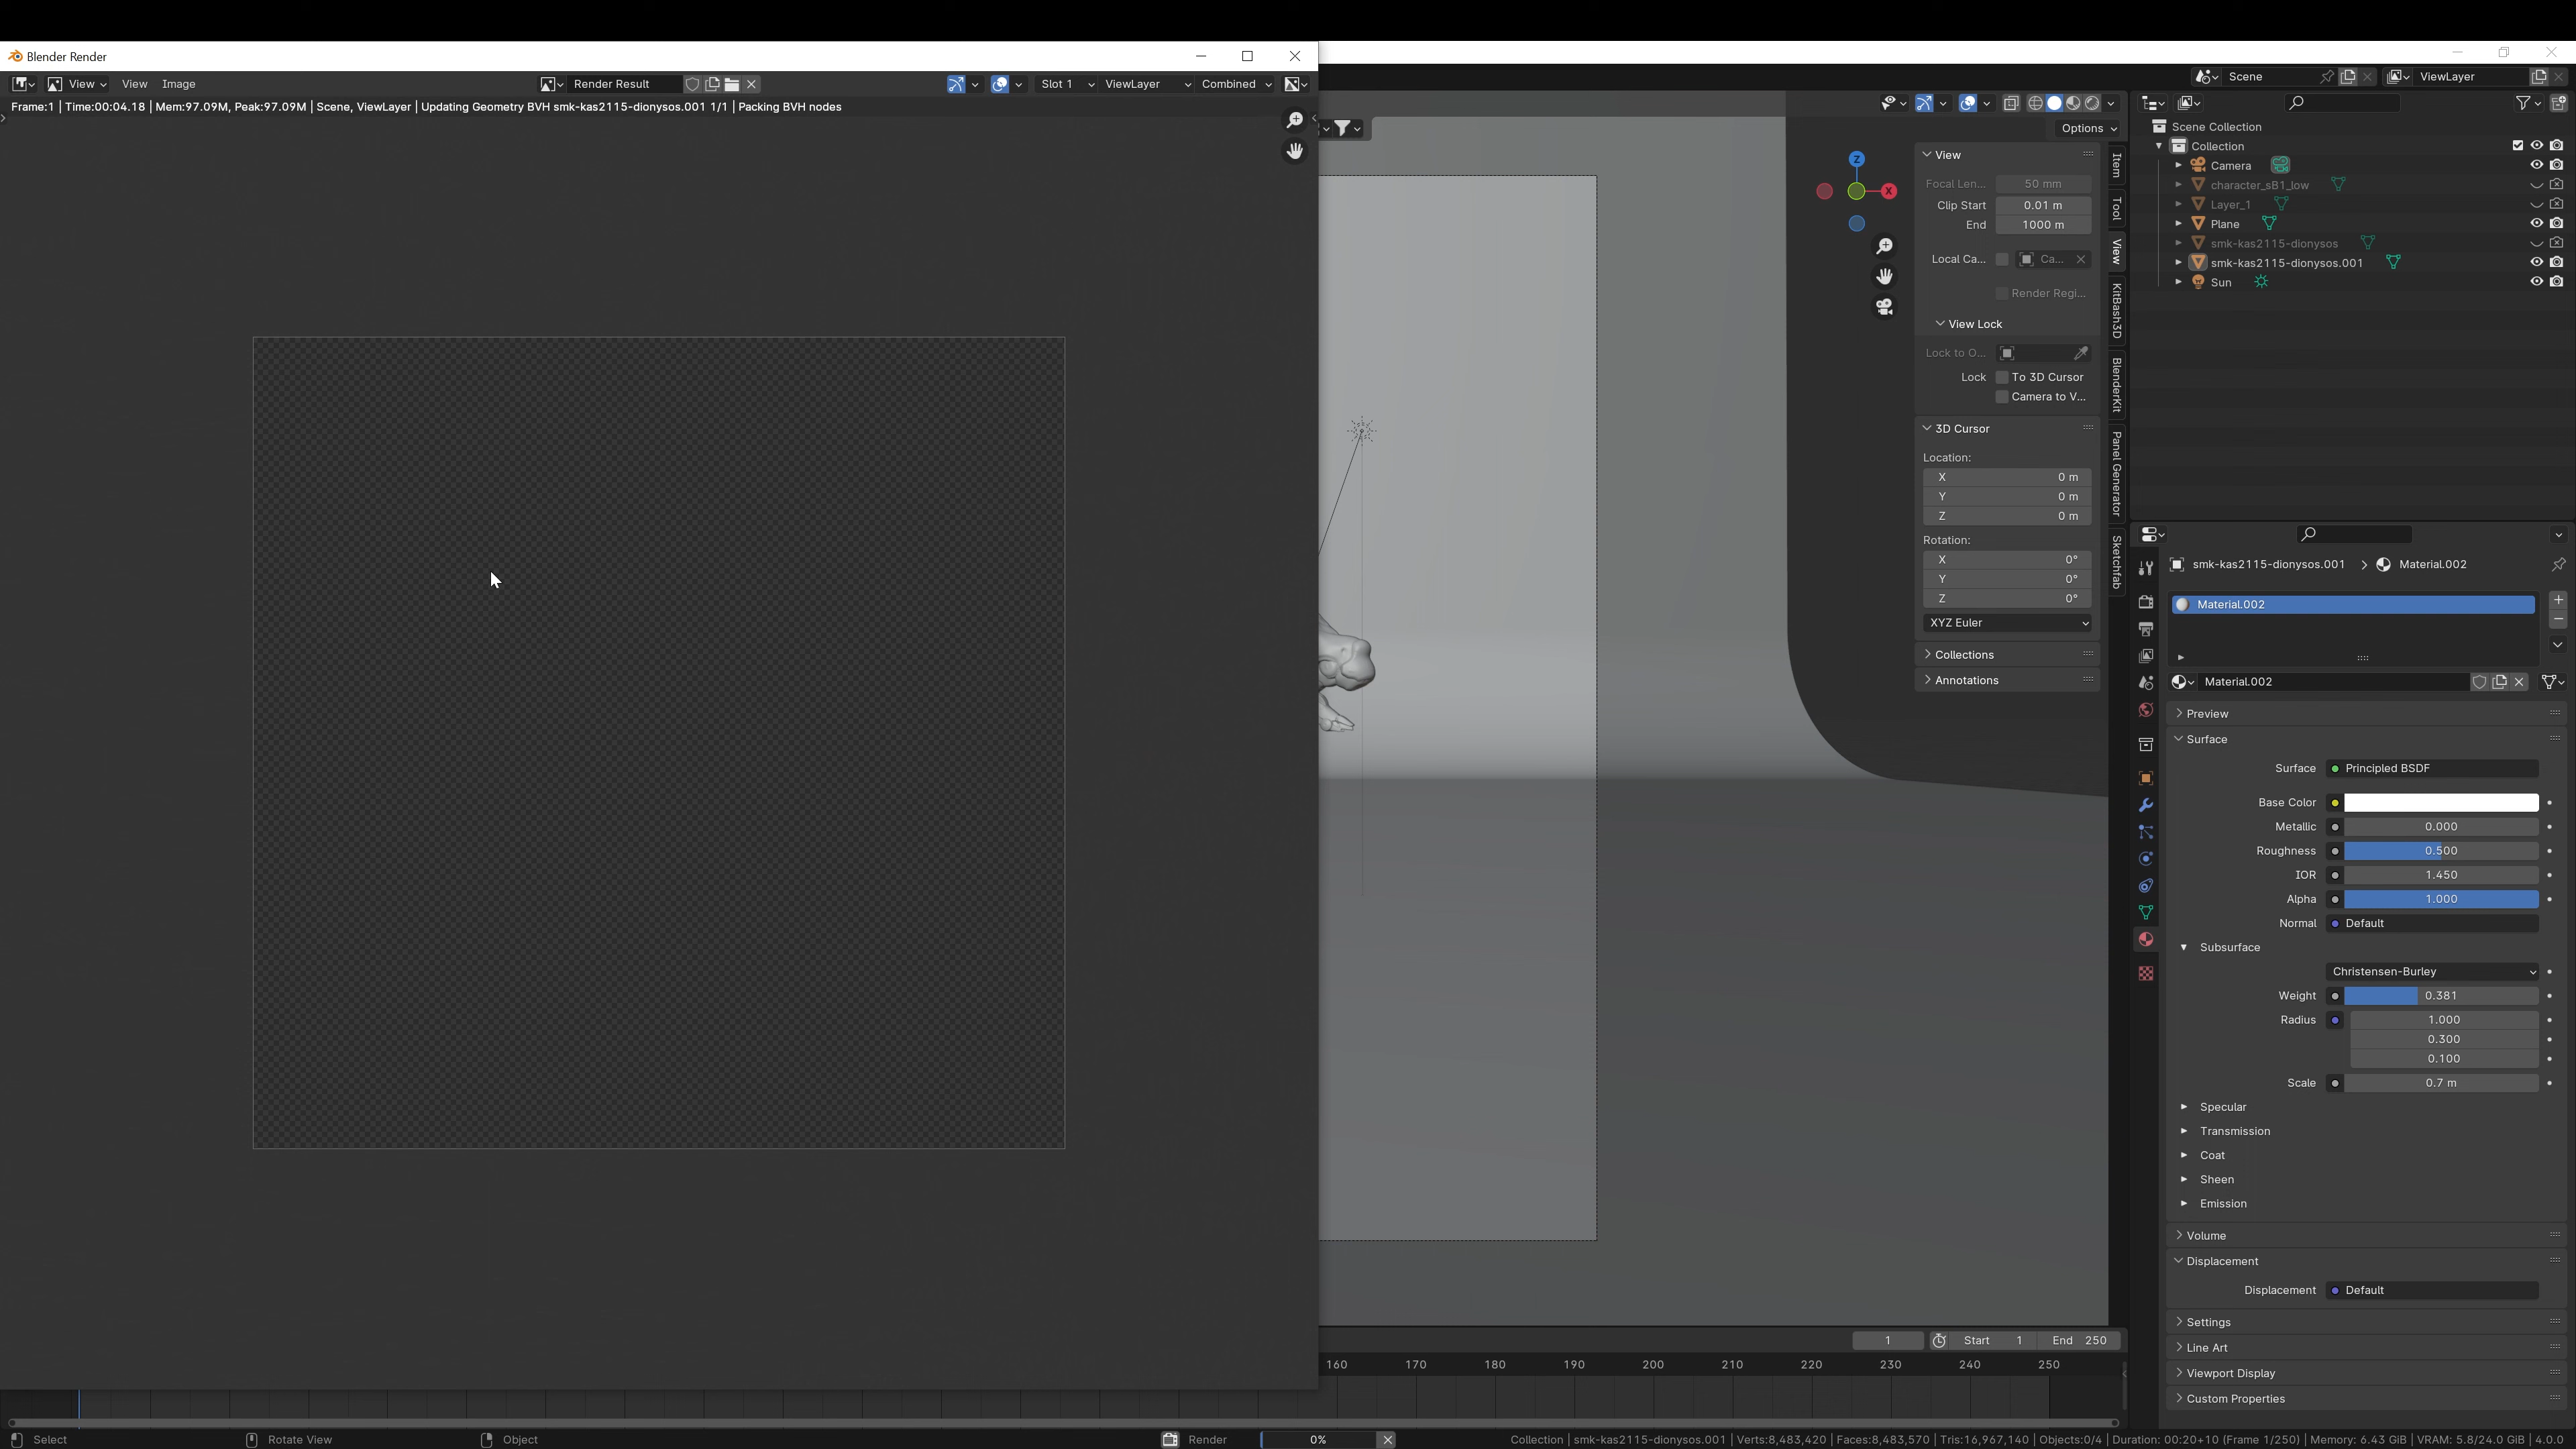 Blender Render
View
View
Image
Render Result
Slot 1
ViewLayer
Combined
Frame:1 | Time:00:04.18 | Mem:97.09M, Peak:97.09M | Scene, ViewLayer | Updating Geometry BVH smk-kas2115-dionysos.001 1/1 | Packing BVH nodes
Scene
ViewLayer
Options
View
Focal Len...
50 mm
Clip Start
0.01 m
End
1000 m
Local Ca...
Ca...
Render Regi...
View Lock
Lock to O...
Lock
To 3D Cursor
Camera to V...
3D Cursor
Location:
X 0 m
Y 0 m
Z 0 m
Rotation:
X 0°
Y 0°
Z 0°
XYZ Euler
Collections
Annotations
Item
Tool
View
KitBash3D
BlenderKit
Panel Generator
Sketchfab
Scene Collection
Collection
Camera
character_sB1_low
Layer_1
Plane
smk-kas2115-dionysos
smk-kas2115-dionysos.001
Sun
smk-kas2115-dionysos.001 > Material.002
Material.002
Material.002
Preview
Surface
Surface Principled BSDF
Base Color
Metallic 0.000
Roughness 0.500
IOR 1.450
Alpha 1.000
Normal Default
Subsurface
Christensen-Burley
Weight 0.381
Radius 1.000
0.300
0.100
Scale 0.7 m
Specular
Transmission
Coat
Sheen
Emission
Volume
Displacement
Displacement Default
Settings
Line Art
Viewport Display
Custom Properties
1
Start 1
End 250
160 170 180 190 200 210 220 230 240 250
Select
Rotate View
Object
Render
0%
Collection | smk-kas2115-dionysos.001 | Verts:8,483,420 | Faces:8,483,570 | Tris:16,967,140 | Objects:0/4 | Duration: 00:20+10 (Frame 1/250) | Memory: 6.43 GiB | VRAM: 5.8/24.0 GiB | 4.0.0